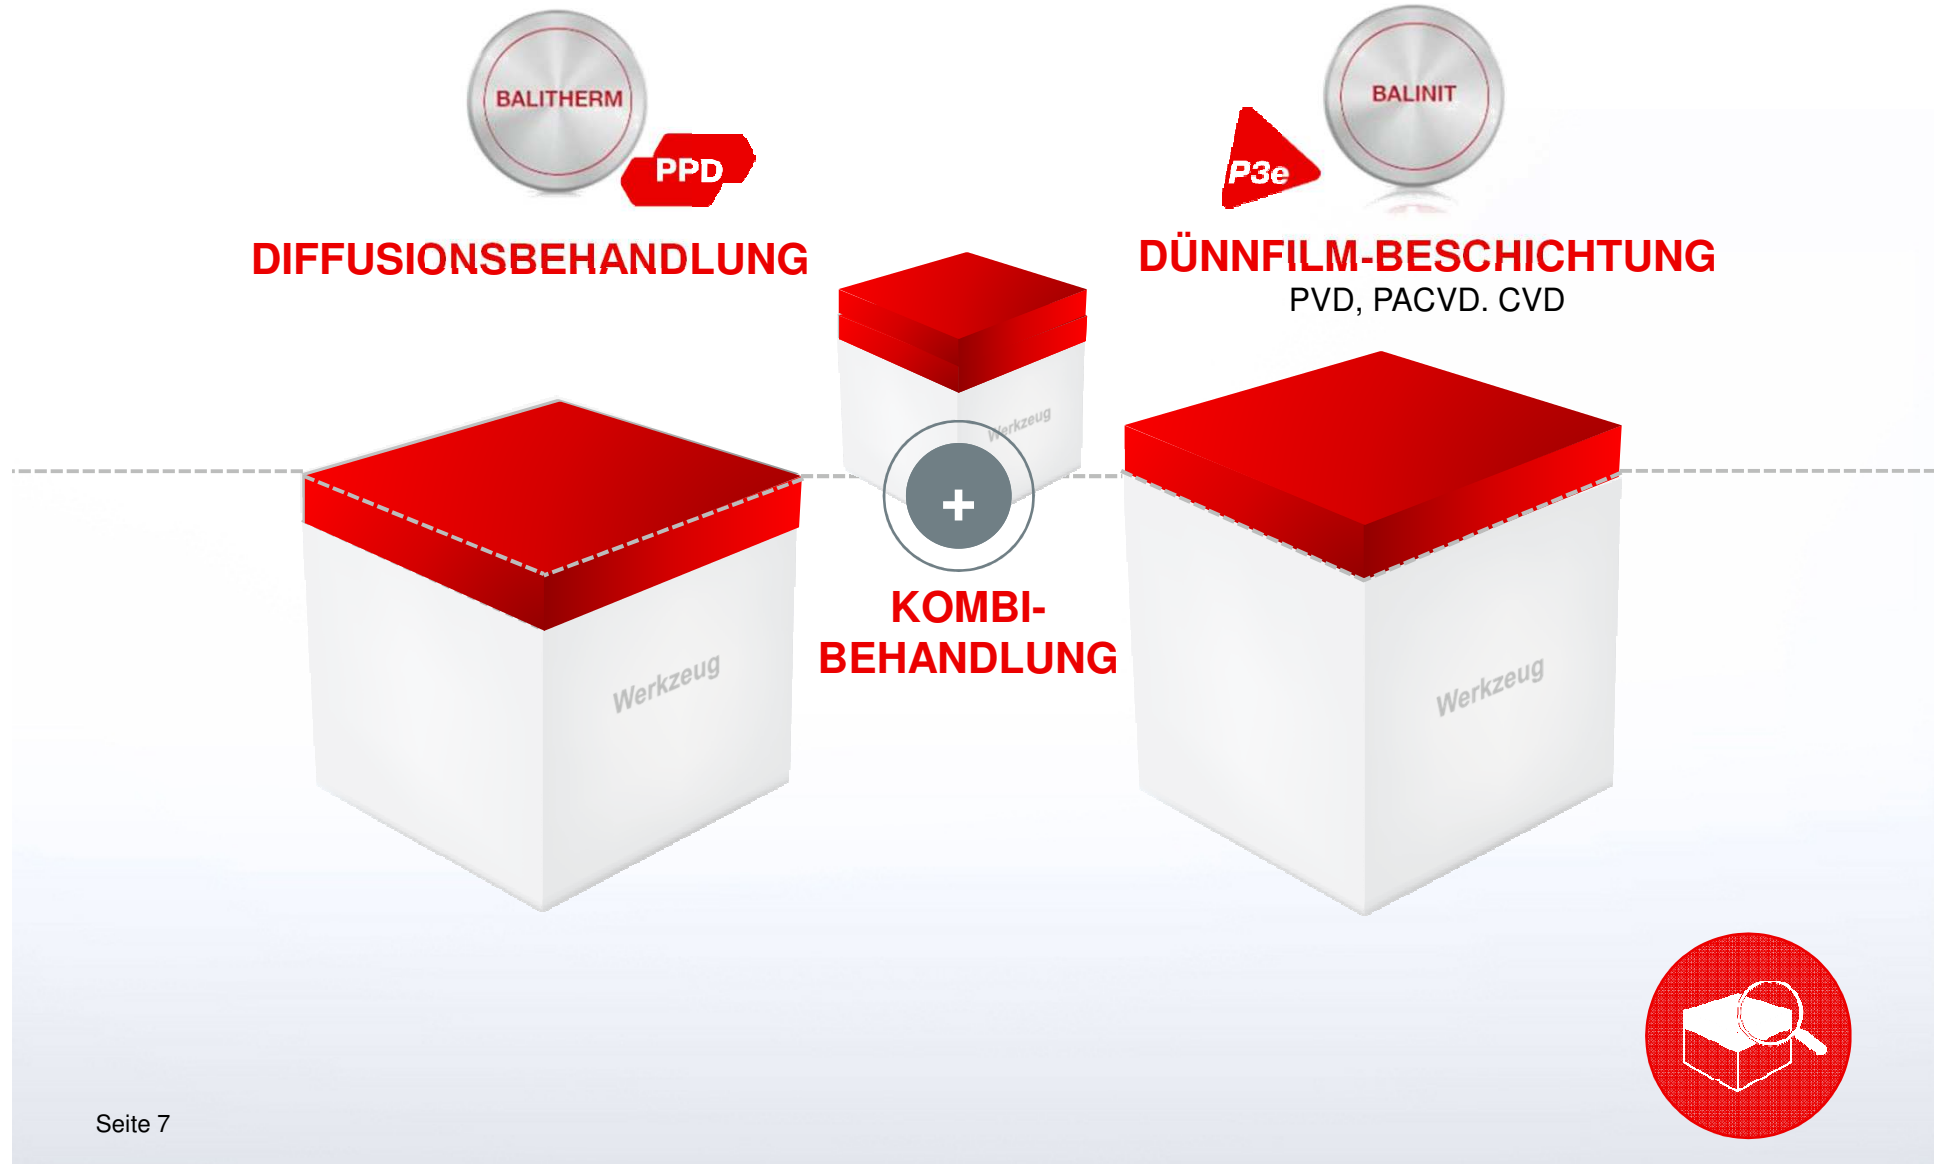 BALITHERM
PPD
DIFFUSIONSBEHANDLUNG
BALINIT
P3e
DÜNNFILM-BESCHICHTUNG
PVD, PACVD. CVD
Werkzeug
+
KOMBI-
BEHANDLUNG
Werkzeug
Werkzeug
Seite 7